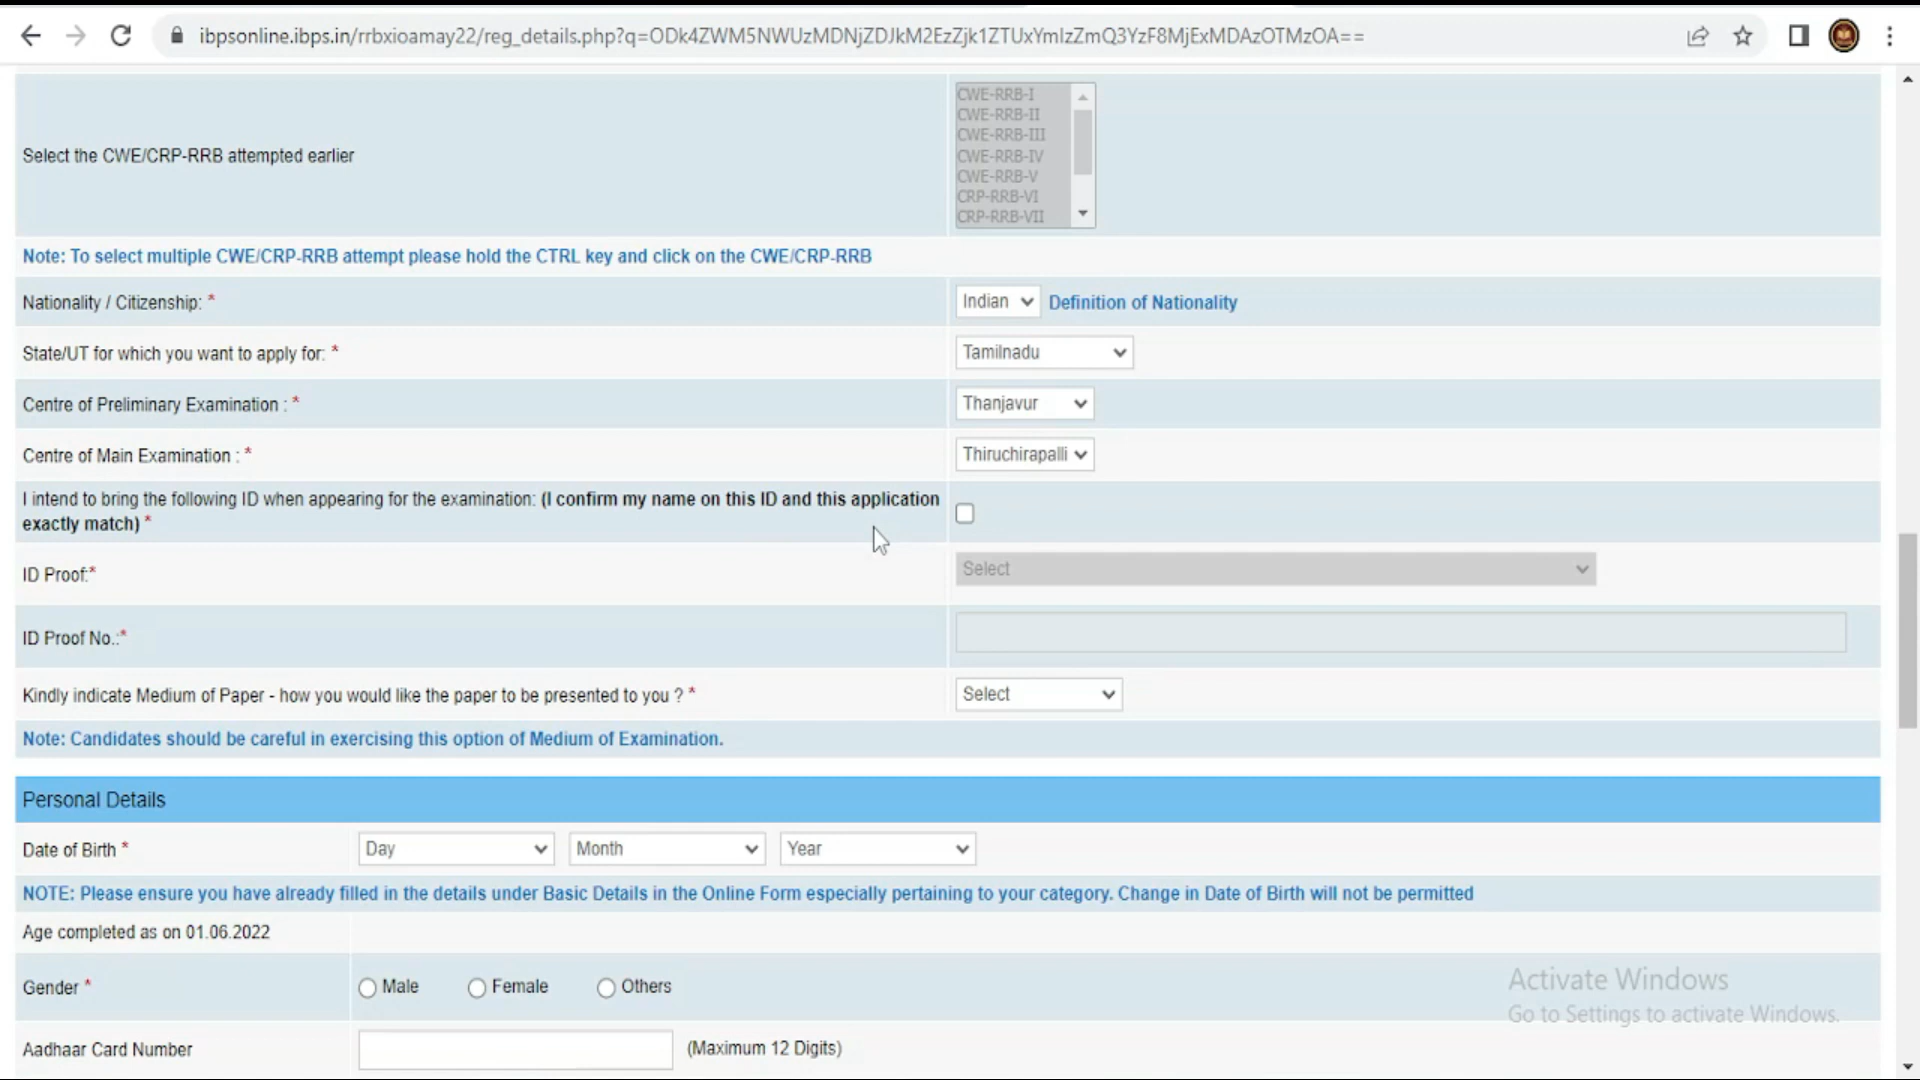 ibpsonline.ibps.in/rrbxioamay22/reg_details.php?q=ODk4ZWM5NWUzMDNjZDJkM2EzZjk1ZTUxYmIzZmQ3YzF8MjExMDAzOTMzOA==
Select the CWE/CRP-RRB attempted earlier
CWE-RRB-I
CWE-RRB-II
CWE-RRB-III
CWE-RRB-IV
CWE-RRB-V
CRP-RRB-VI
CRP-RRB-VII
Note: To select multiple CWE/CRP-RRB attempt please hold the CTRL key and click on the CWE/CRP-RRB
Nationality / Citizenship: * Indian Definition of Nationality
State/UT for which you want to apply for: * Tamilnadu
Centre of Preliminary Examination : * Thanjavur
Centre of Main Examination : * Thiruchirapalli
I intend to bring the following ID when appearing for the examination: (I confirm my name on this ID and this application
exactly match) *
ID Proof:* Select
ID Proof No.:*
Kindly indicate Medium of Paper - how you would like the paper to be presented to you ? * Select
Note: Candidates should be careful in exercising this option of Medium of Examination.
Personal Details
Date of Birth * Day Month Year
NOTE: Please ensure you have already filled in the details under Basic Details in the Online Form especially pertaining to your category. Change in Date of Birth will not be permitted
Age completed as on 01.06.2022
Gender * Male Female Others
Activate Windows
Go to Settings to activate Windows.
Aadhaar Card Number (Maximum 12 Digits)